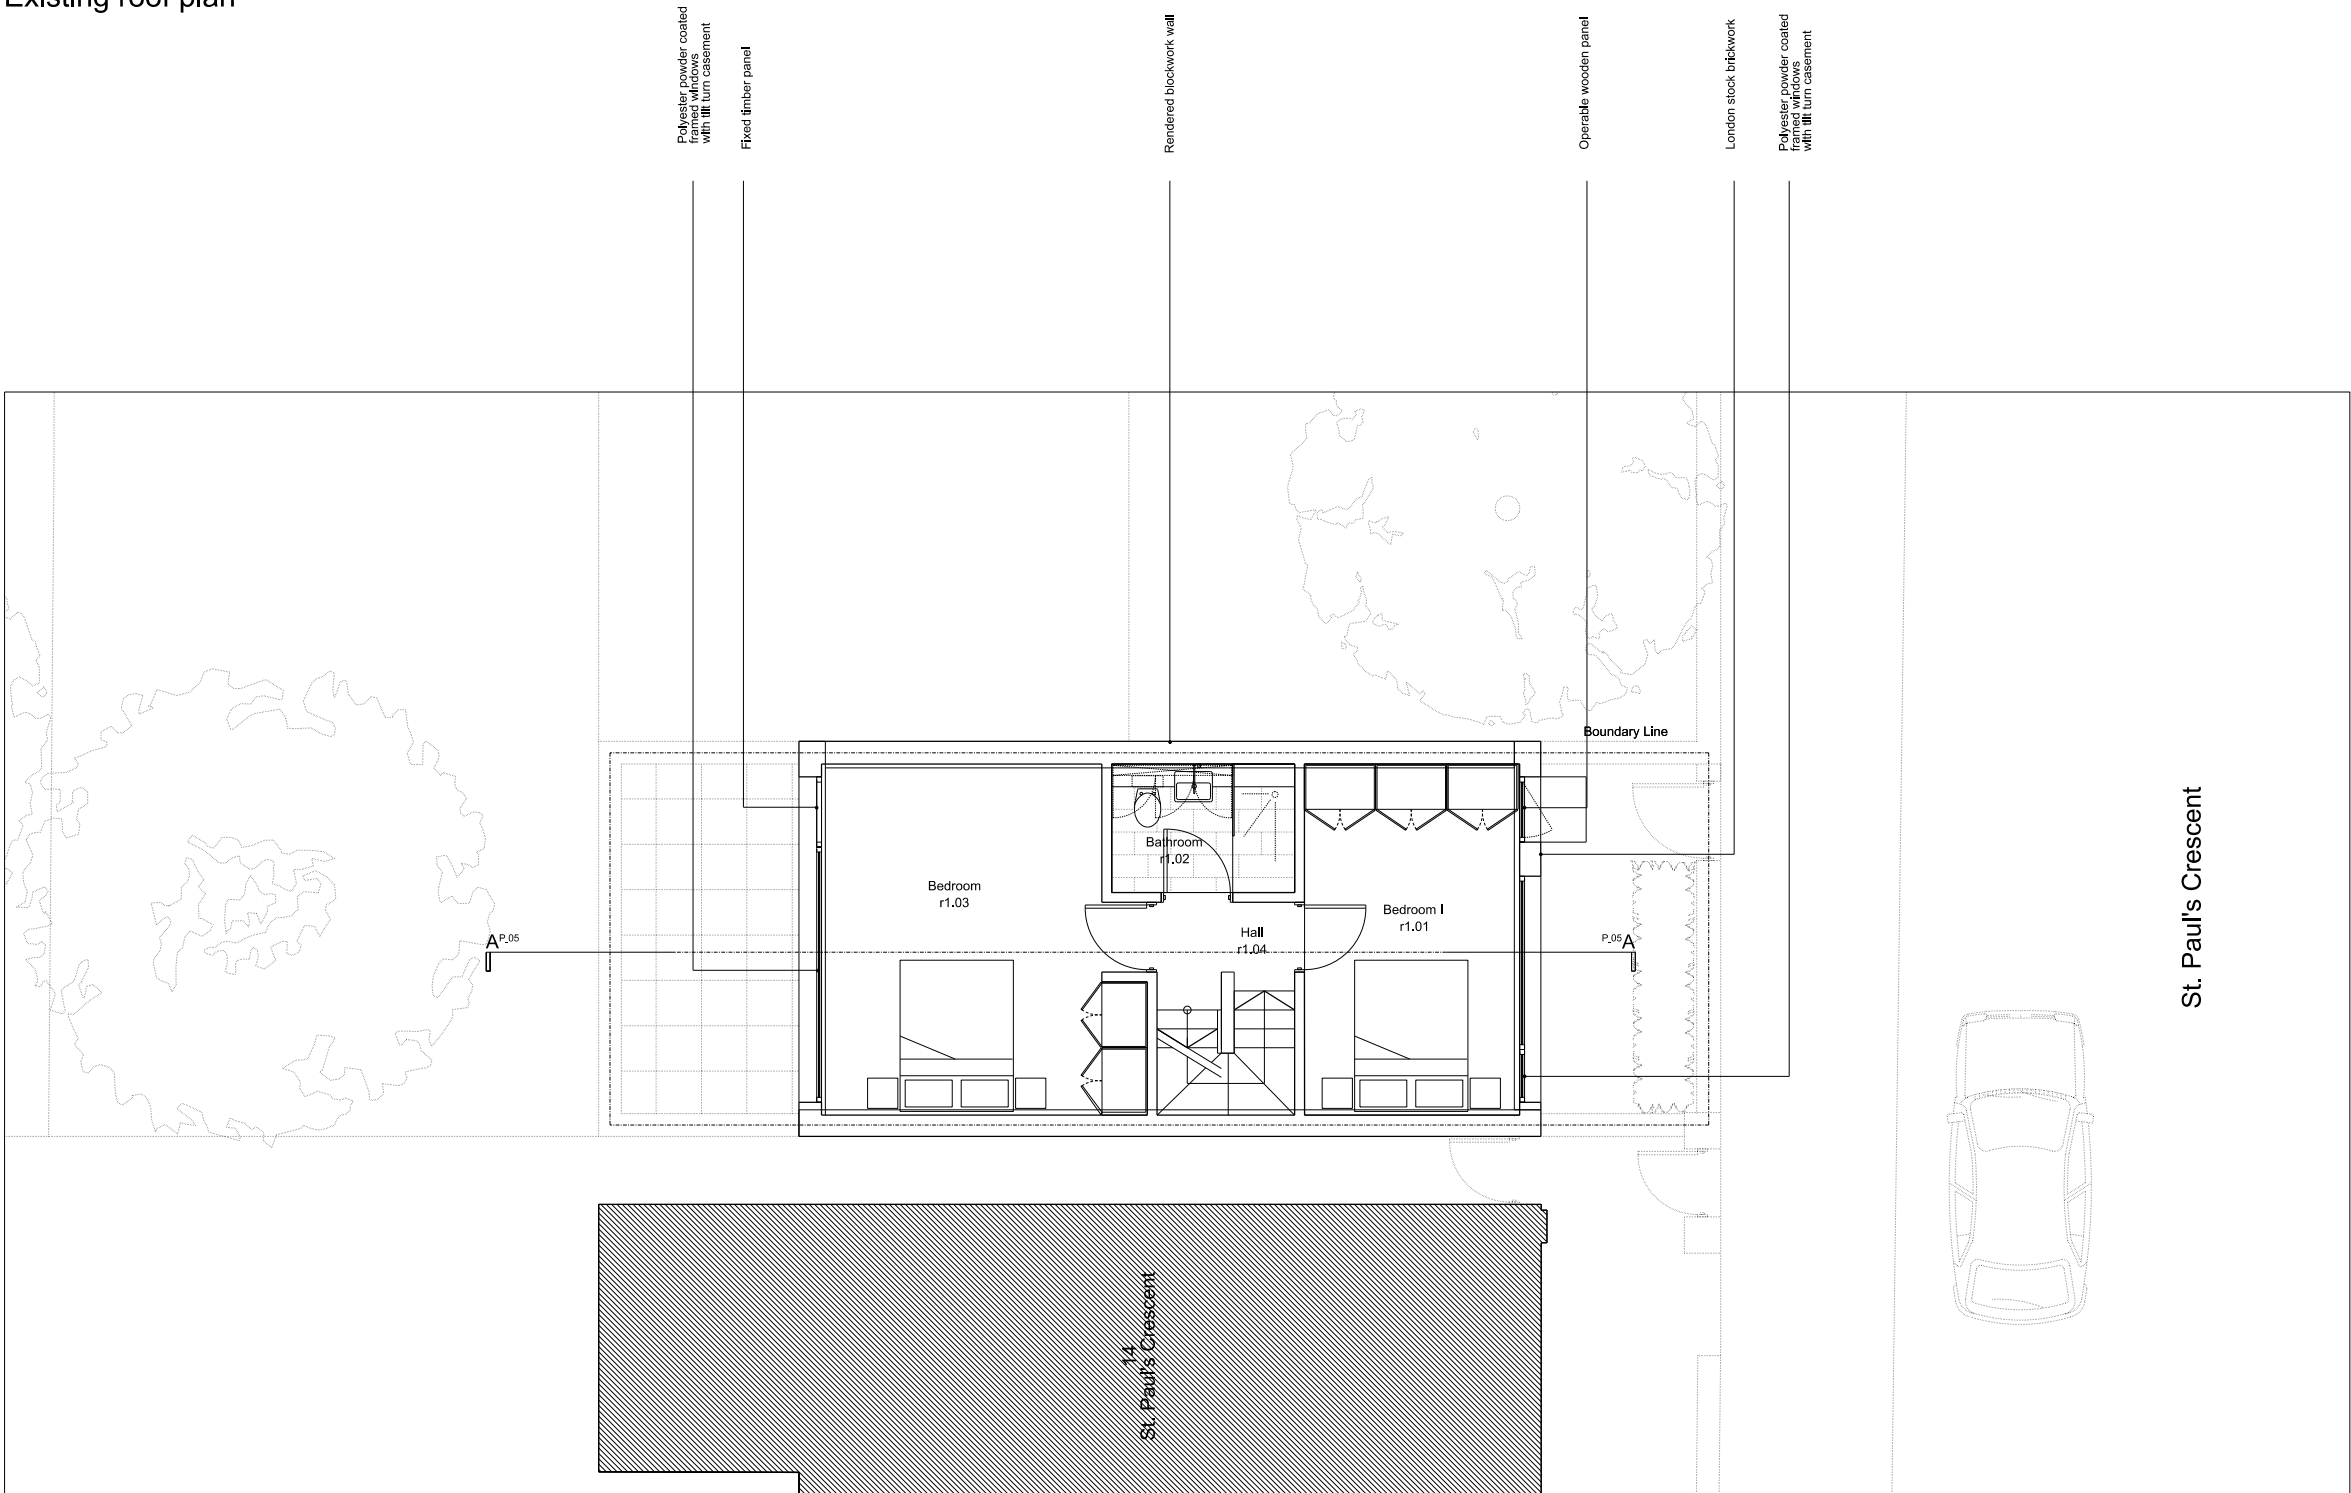 Existing roof plan
Polyester powder coated
framed windows
with tilt turn casement
Fixed timber panel
Rendered blockwork wall
Operable wooden panel
London stock brickwork
Polyester powder coated
framed windows
with tilt turn casement
Boundary Line
Bathroom
r1.02
Bedroom
r1.03
Bedroom I
r1.01
Hall
r1.04
A P_05
P_05 A
St. Paul's Crescent
14
St. Paul's Crescent